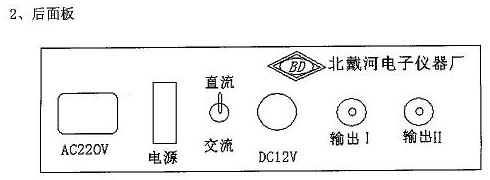 2、后面板
BD 北戴河电子仪器厂
直流
AC220V 电源 交流 DC12V 输出I 输出II